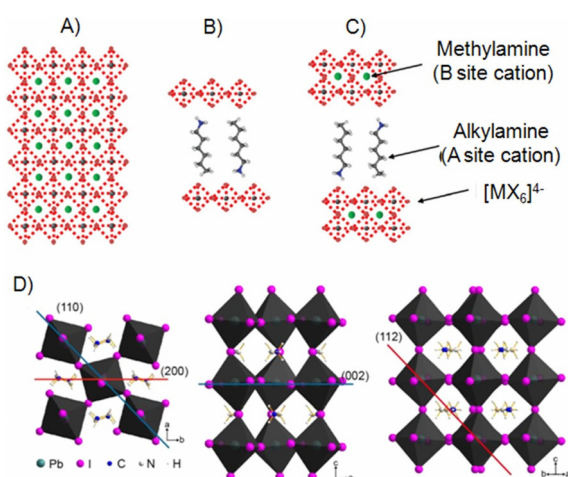 A)
B)
C)
Methylamine
(B site cation)
Alkylamine
(A site cation)
[MX₆]⁴⁻
D)
(110)
(200)
(002)
(112)
a
b
c
c
b
Pb I C N H